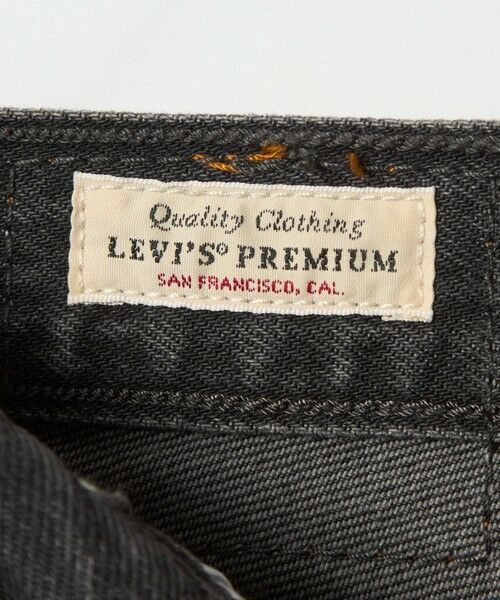 Quality Clothing
LEVI'S® PREMIUM
SAN FRANCISCO, CAL.